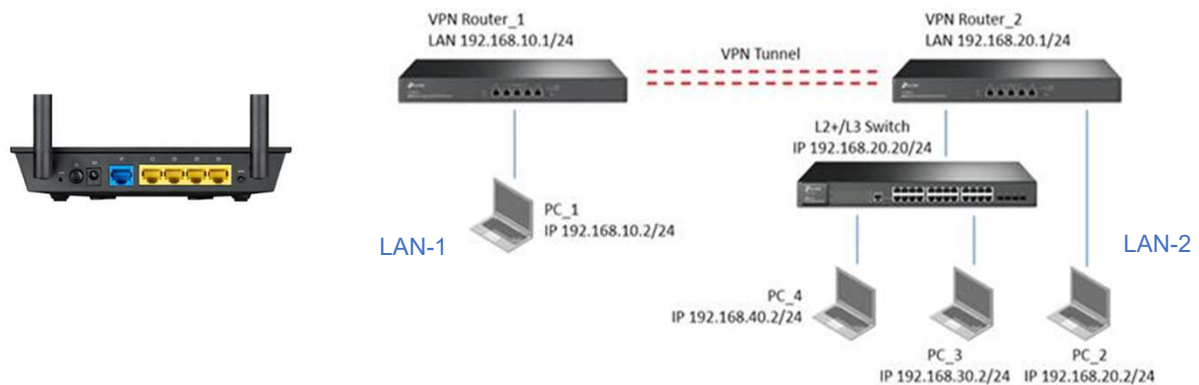 VPN Router_1
LAN 192.168.10.1/24
VPN Router_2
LAN 192.168.20.1/24
VPN Tunnel
L2+/L3 Switch
IP 192.168.20.20/24
PC_1
IP 192.168.10.2/24
LAN-1
LAN-2
PC_4
IP 192.168.40.2/24
PC_3
IP 192.168.30.2/24
PC_2
IP 192.168.20.2/24